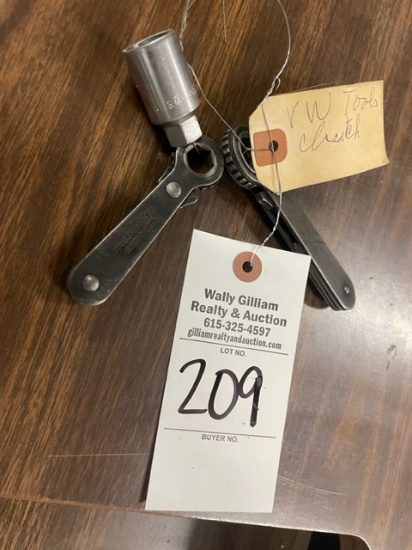 VW Tools
clutch
Wally Gilliam
Realty & Auction
615-325-4597
gilliamrealtyandauction.com
LOT NO.
209
BUYER NO.